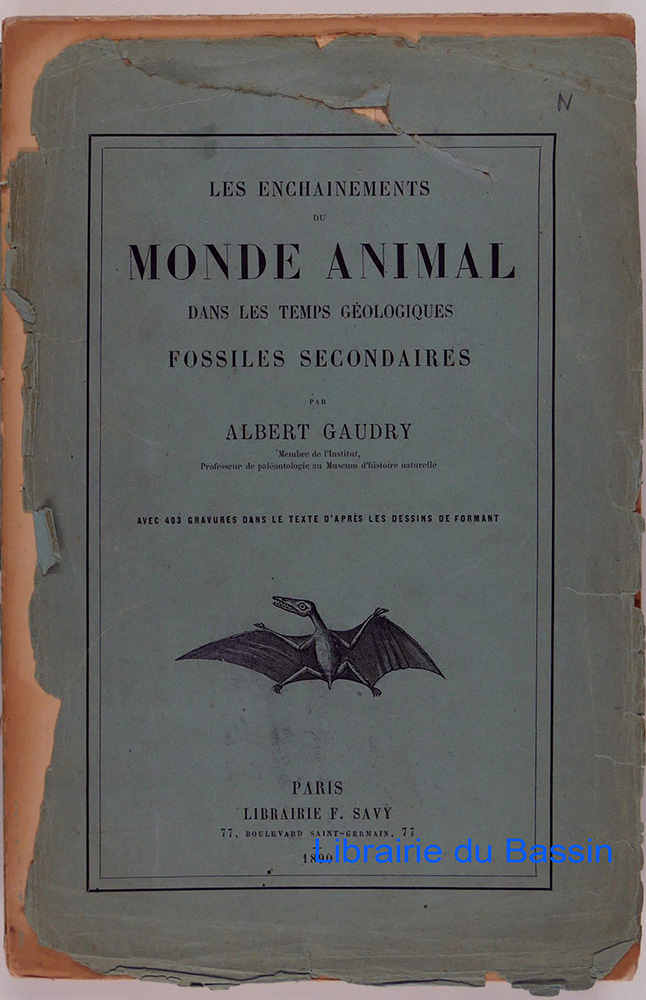 N
LES ENCHAINEMENTS
DU
MONDE ANIMAL
DANS LES TEMPS GÉOLOGIQUES
FOSSILES SECONDAIRES
PAR
ALBERT GAUDRY
Membre de l'Institut,
Professeur de paléontologie au Museum d'histoire naturelle
AVEC 403 GRAVURES DANS LE TEXTE D'APRÈS LES DESSINS DE FORMANT
PARIS
LIBRAIRIE F. SAVY
77, BOULEVARD SAINT-GERMAIN, 77
1890
Librairie du Bassin